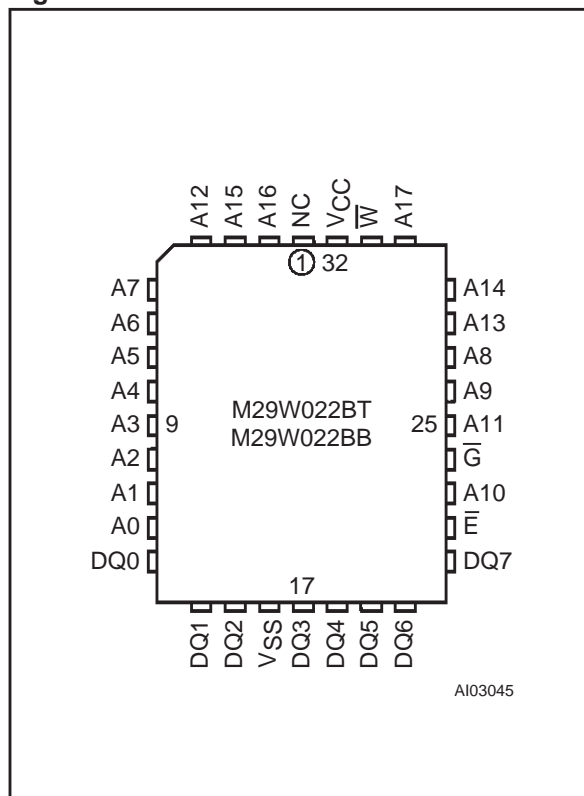 A12 A15 A16 NC VCC W̅ A17
1 32
A7 A14
A6 A13
A5 A8
A4 A9
M29W022BT
A3 9 25 A11
M29W022BB
A2 G̅
A1 A10
A0 E̅
DQ0 DQ7
17
DQ1 DQ2 VSS DQ3 DQ4 DQ5 DQ6
AI03045